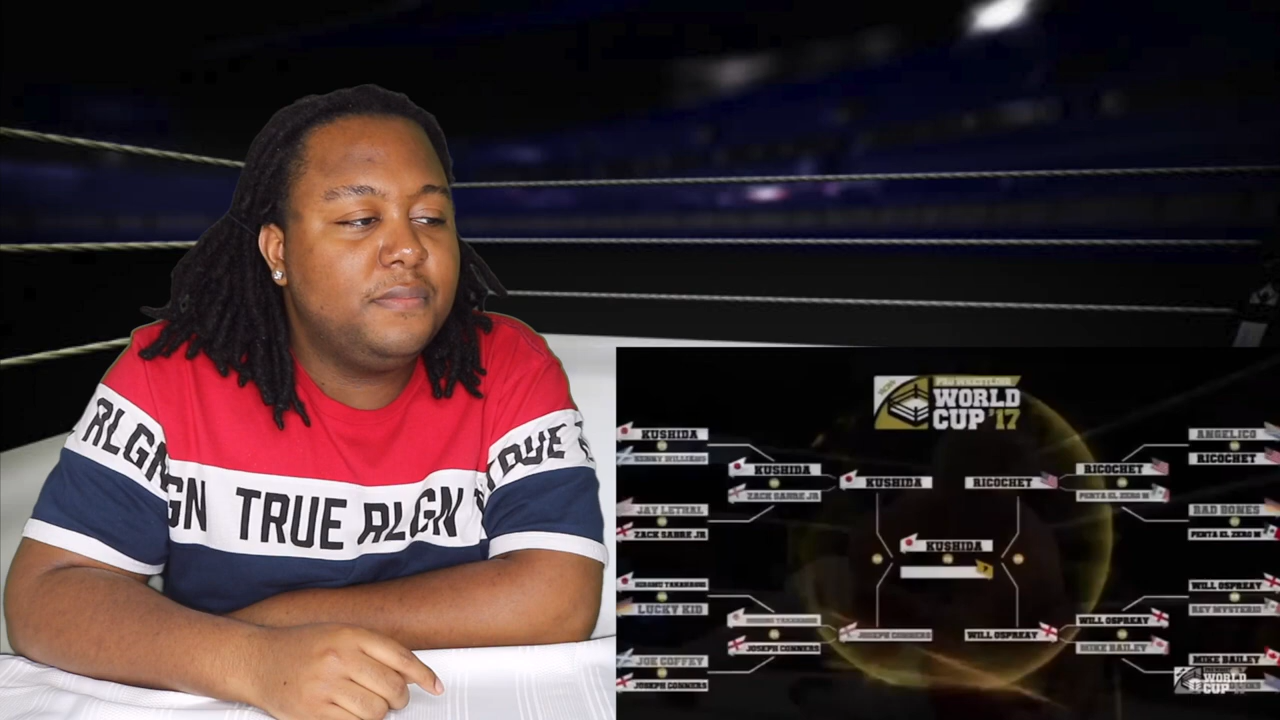 RLGN
GN TRUE RLGN
TRUE
PRO WRESTLING
WORLD
CUP '17
KUSHIDA
ANGELICO
RICOCHET
KUSHIDA
RICOCHET
ZACK SABRE JR
PENTA EL ZERO M
KUSHIDA
RICOCHET
JAY LETHAL
BAD BONES
ZACK SABRE JR
PENTA EL ZERO M
KUSHIDA
WILL OSPREAY
LUCKY KID
REY MYSTERIO
WILL OSPREAY
JOSEPH CONNERS
MIKE BAILEY
JOSEPH CONNERS
WILL OSPREAY
JOE COFFEY
MIKE BAILEY
JOSEPH CONNERS
WORLD
CUP